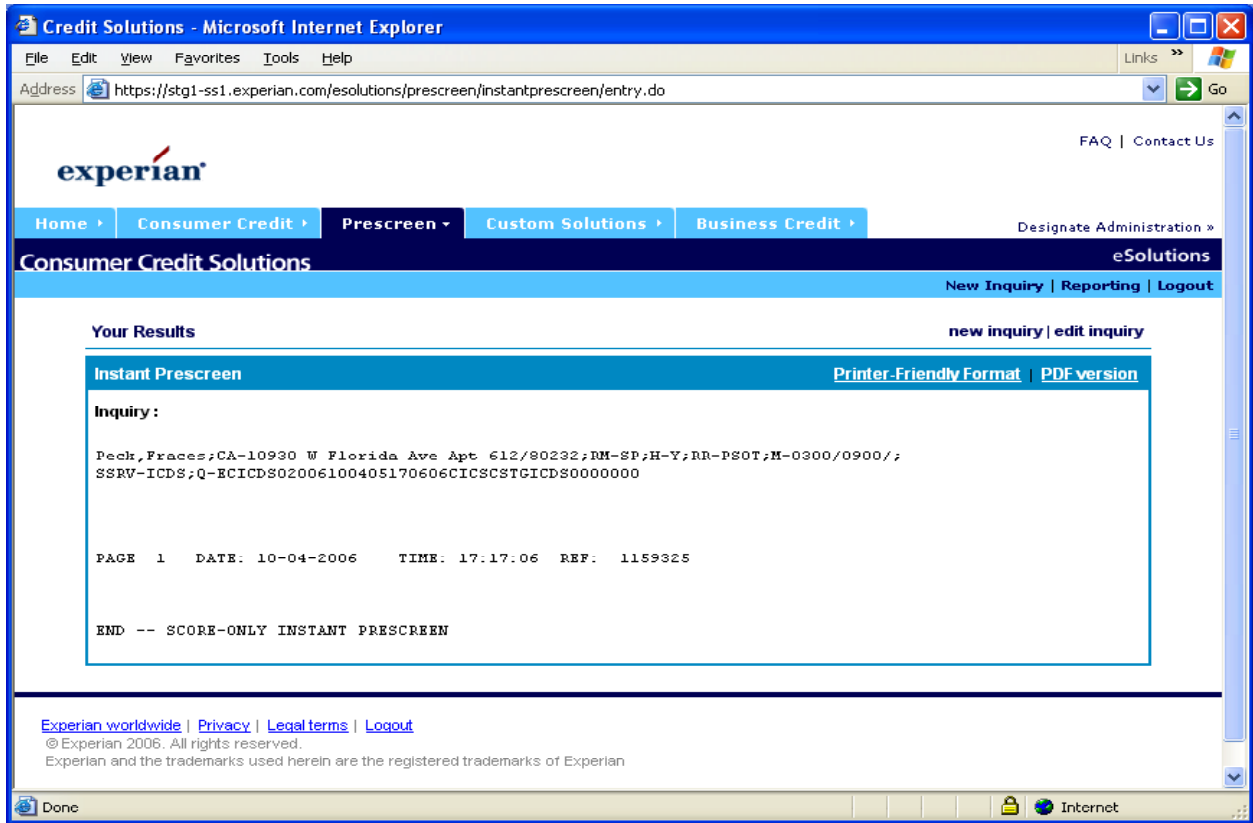 Credit Solutions - Microsoft Internet Explorer
File Edit View Favorites Tools Help Links »
Address https://stg1-ss1.experian.com/esolutions/prescreen/instantprescreen/entry.do Go
FAQ | Contact Us
experian
Home Consumer Credit Prescreen Custom Solutions Business Credit Designate Administration »
Consumer Credit Solutions eSolutions
New Inquiry | Reporting | Logout
Your Results new inquiry | edit inquiry
Instant Prescreen Printer-Friendly Format | PDF version
Inquiry :
Peck,Fraces;CA-10930 W Florida Ave Apt 612/80232;RM-SP;H-Y;RR-PSOT;M-0300/0900/;
SSRV-ICDS;Q-ECICDS02006100405170606CICSCSTGICDS0000000
PAGE 1 DATE: 10-04-2006 TIME: 17:17:06 REF: 1159325
END -- SCORE-ONLY INSTANT PRESCREEN
Experian worldwide | Privacy | Legal terms | Logout
© Experian 2006. All rights reserved.
Experian and the trademarks used herein are the registered trademarks of Experian
Done Internet